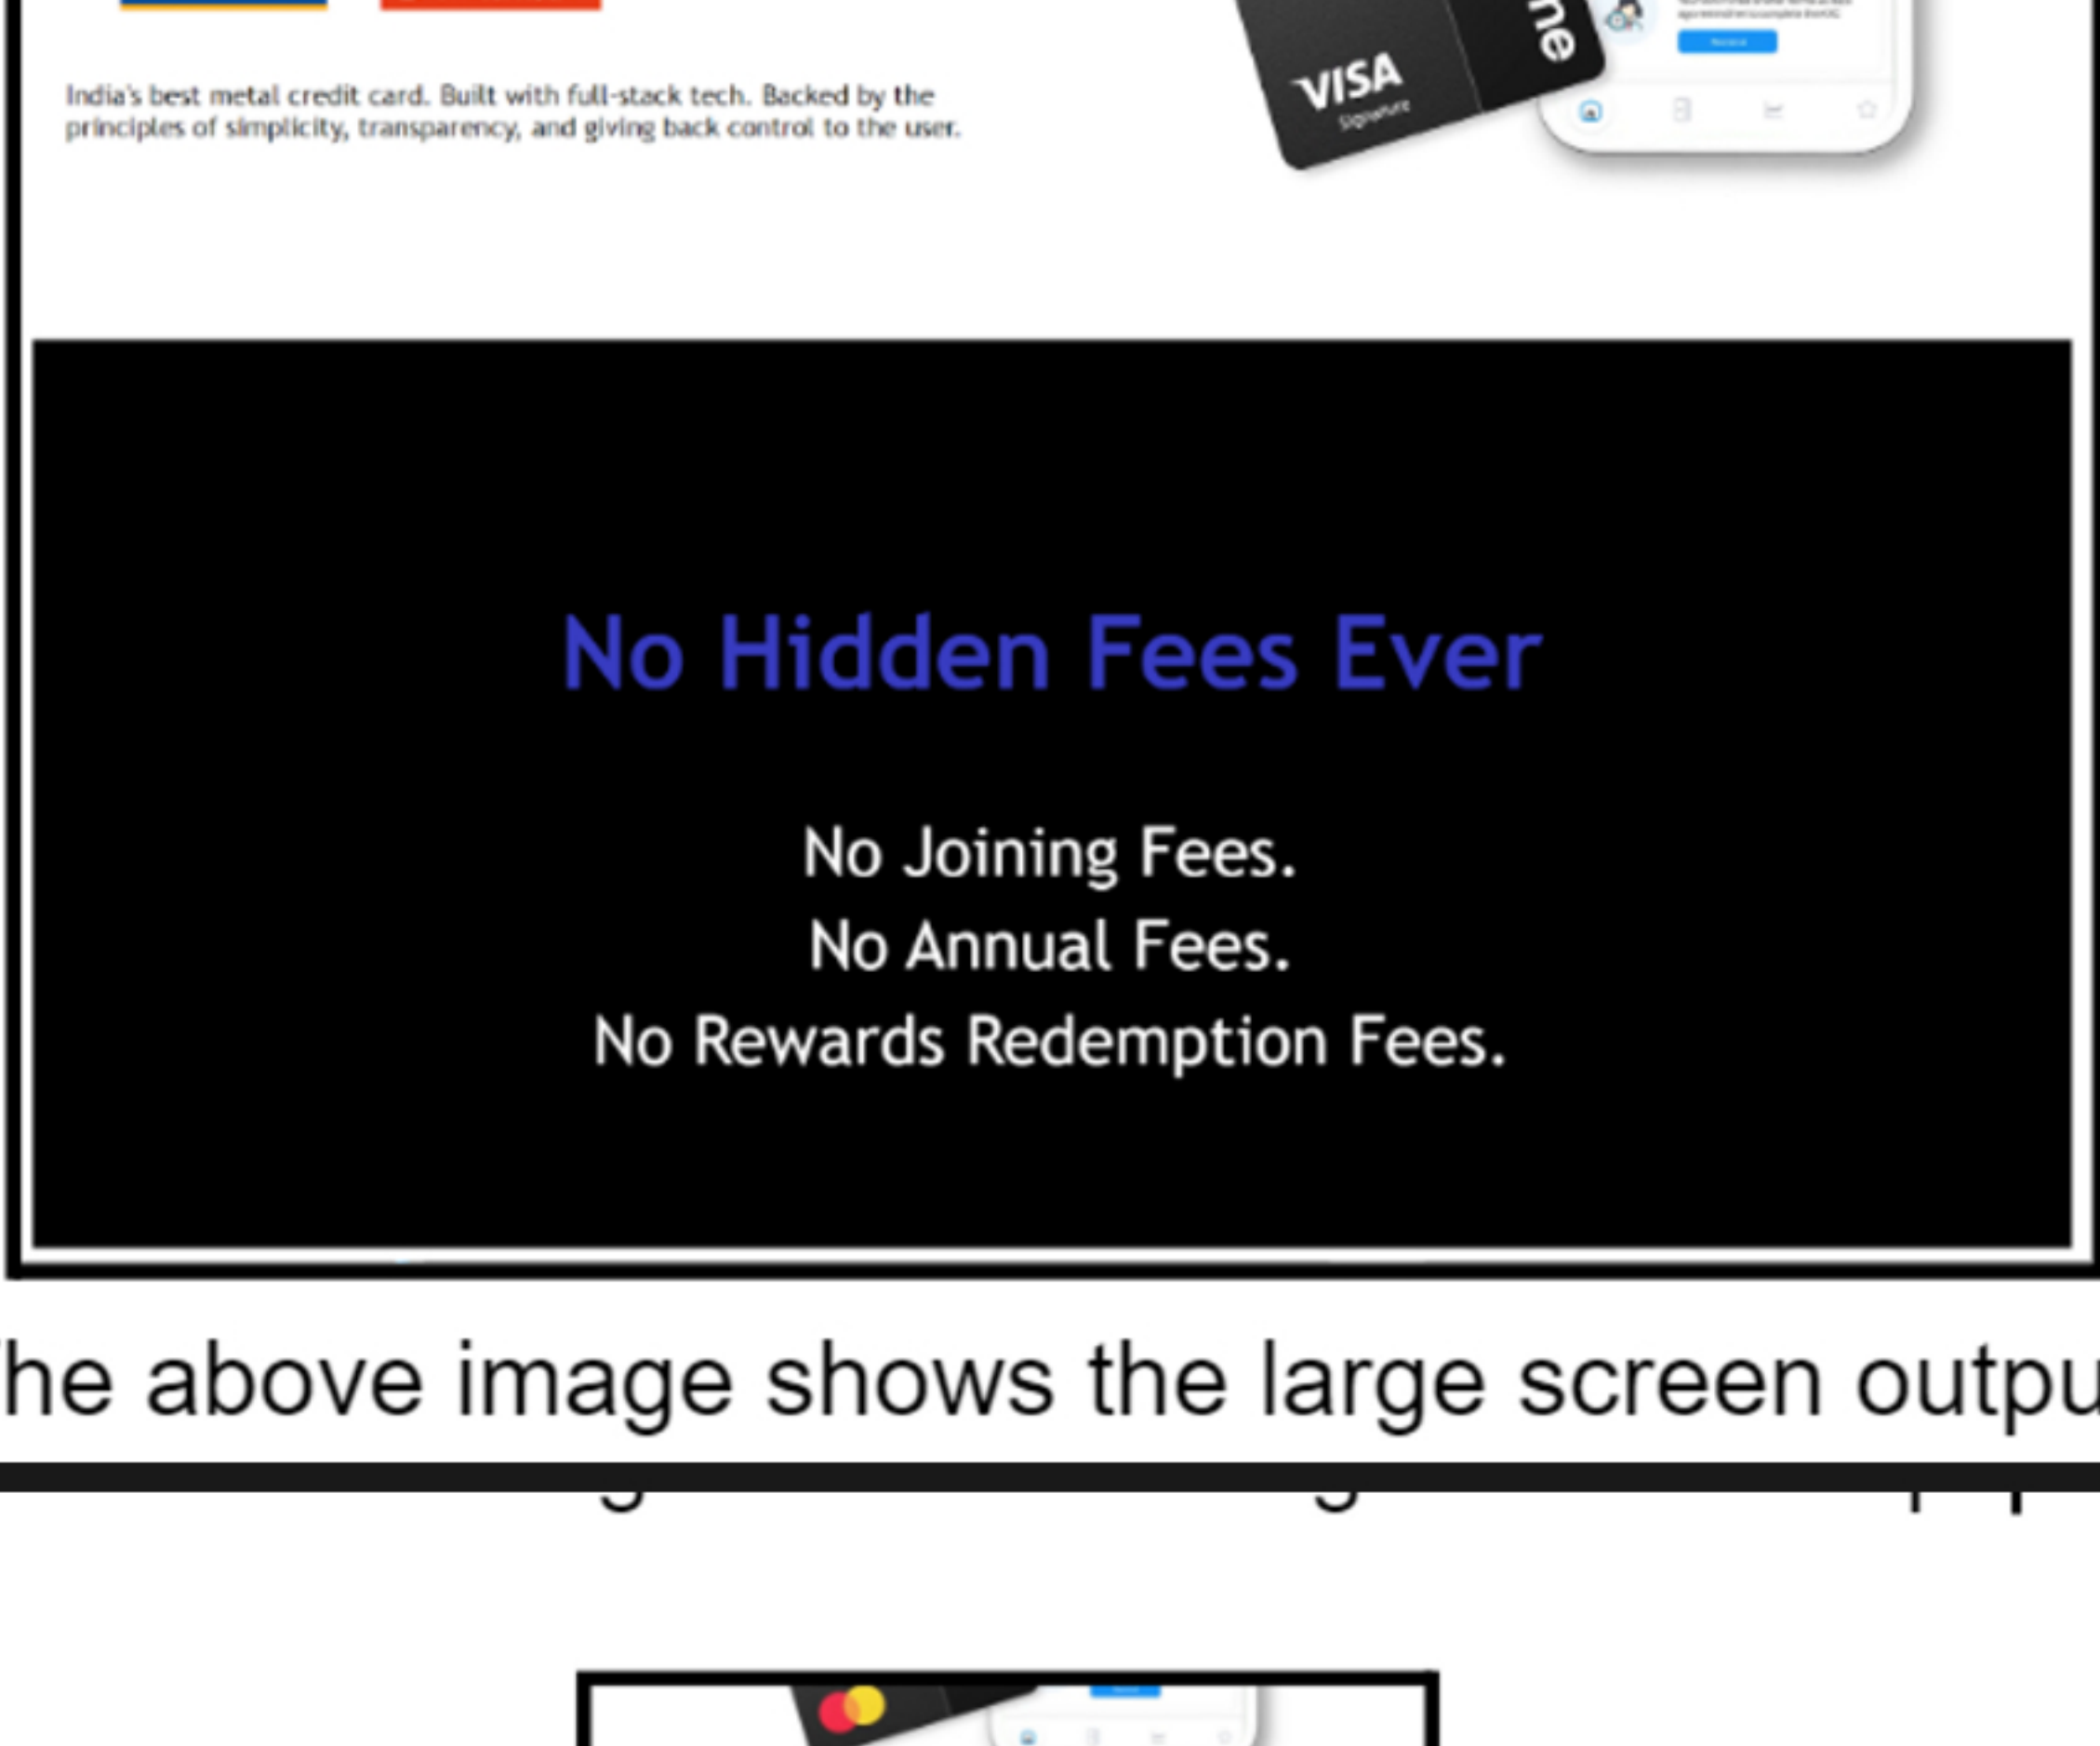 ne
VISA
Signature
India's best metal credit card. Built with full-stack tech. Backed by the
principles of simplicity, transparency, and giving back control to the user.
No Hidden Fees Ever
No Joining Fees.
No Annual Fees.
No Rewards Redemption Fees.
he above image shows the large screen outpu